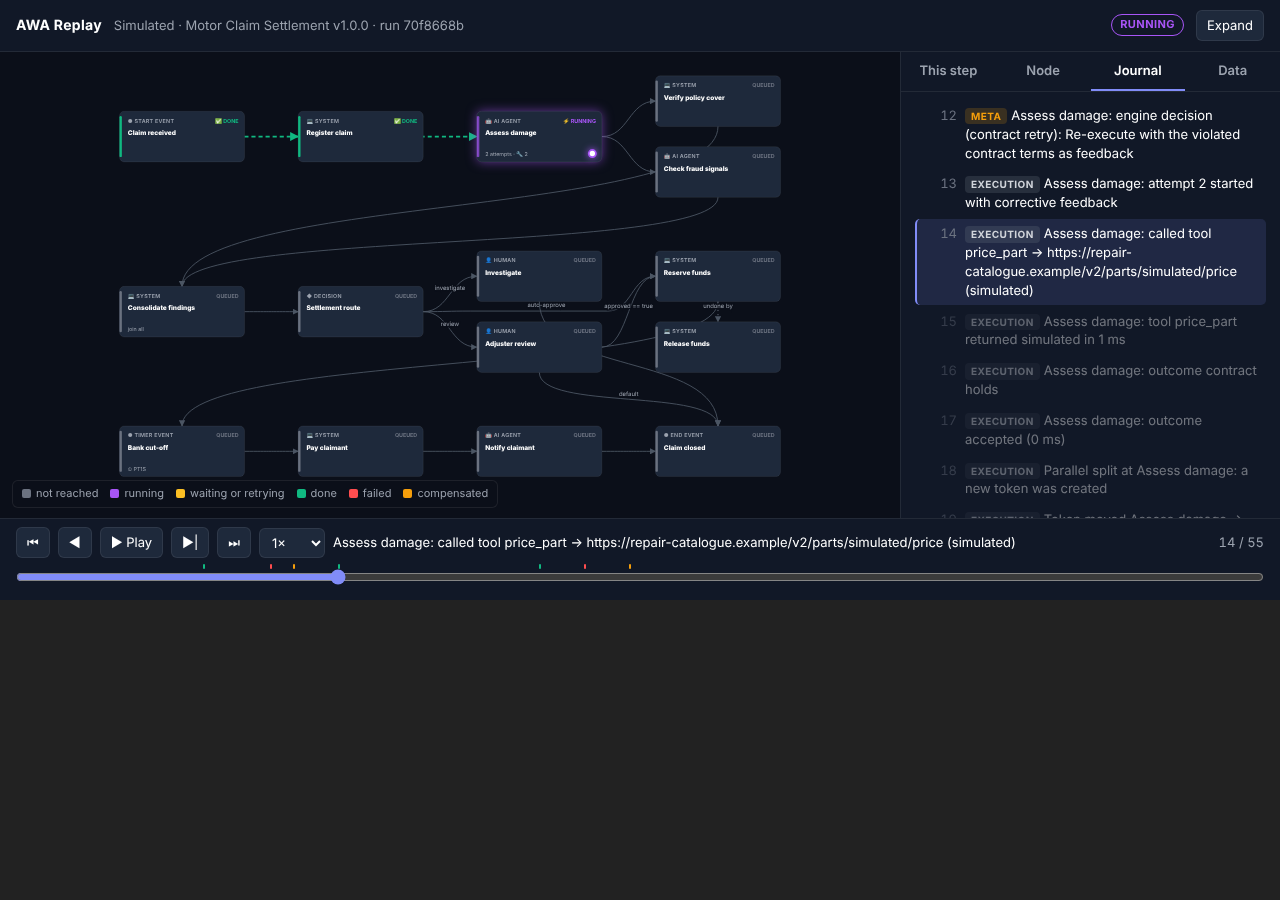 AWA Replay Simulated · Motor Claim Settlement v1.0.0 · run 70f8668b RUNNING Expand
This step Node Journal Data
SYSTEM QUEUED
Verify policy cover
START EVENT DONE
Claim received
SYSTEM DONE
Register claim
AI AGENT RUNNING
Assess damage
2 attempts · 2
AI AGENT QUEUED
Check fraud signals
HUMAN QUEUED
Investigate
SYSTEM QUEUED
Reserve funds
SYSTEM QUEUED
Consolidate findings
join all
DECISION QUEUED
Settlement route
investigate
review
auto-approve
approved == true
undone by
HUMAN QUEUED
Adjuster review
SYSTEM QUEUED
Release funds
default
TIMER EVENT QUEUED
Bank cut-off
SYSTEM QUEUED
Pay claimant
AI AGENT QUEUED
Notify claimant
END EVENT QUEUED
Claim closed
not reached running waiting or retrying done failed compensated
12 META Assess damage: engine decision
(contract retry): Re-execute with the violated
contract terms as feedback
13 EXECUTION Assess damage: attempt 2 started
with corrective feedback
14 EXECUTION Assess damage: called tool
price_part → https://repair-
catalogue.example/v2/parts/simulated/price
(simulated)
15 EXECUTION Assess damage: tool price_part
returned simulated in 1 ms
16 EXECUTION Assess damage: outcome contract
holds
17 EXECUTION Assess damage: outcome
accepted (0 ms)
18 EXECUTION Parallel split at Assess damage: a
new token was created
Play 1× Assess damage: called tool price_part → https://repair-catalogue.example/v2/parts/simulated/price (simulated) 14 / 55